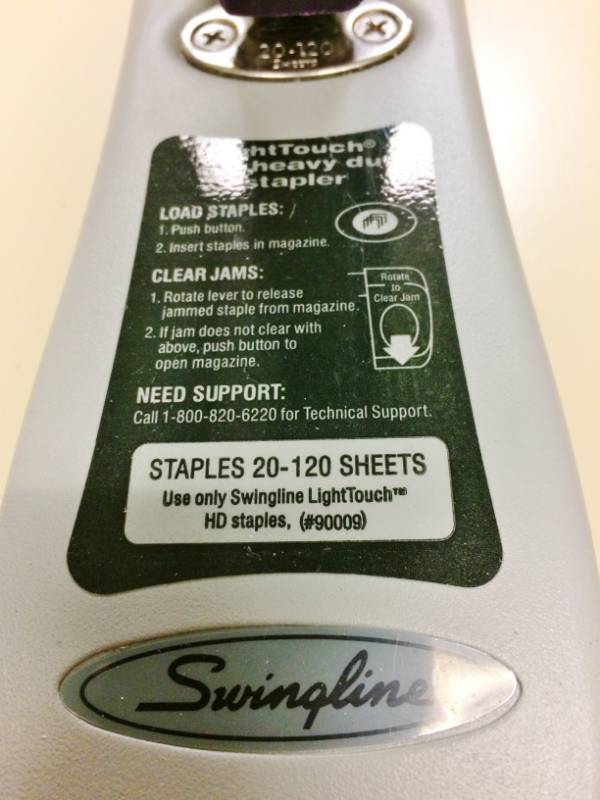 20-120
SHEETS
htTouch®
heavy du
stapler
LOAD STAPLES:
1. Push button.
2. Insert staples in magazine.
CLEAR JAMS:
1. Rotate lever to release
jammed staple from magazine.
2. If jam does not clear with
above, push button to
open magazine.
Rotate
to
Clear Jam
NEED SUPPORT:
Call 1-800-820-6220 for Technical Support.
STAPLES 20-120 SHEETS
Use only Swingline LightTouch™
HD staples, (#90009)
Swingline